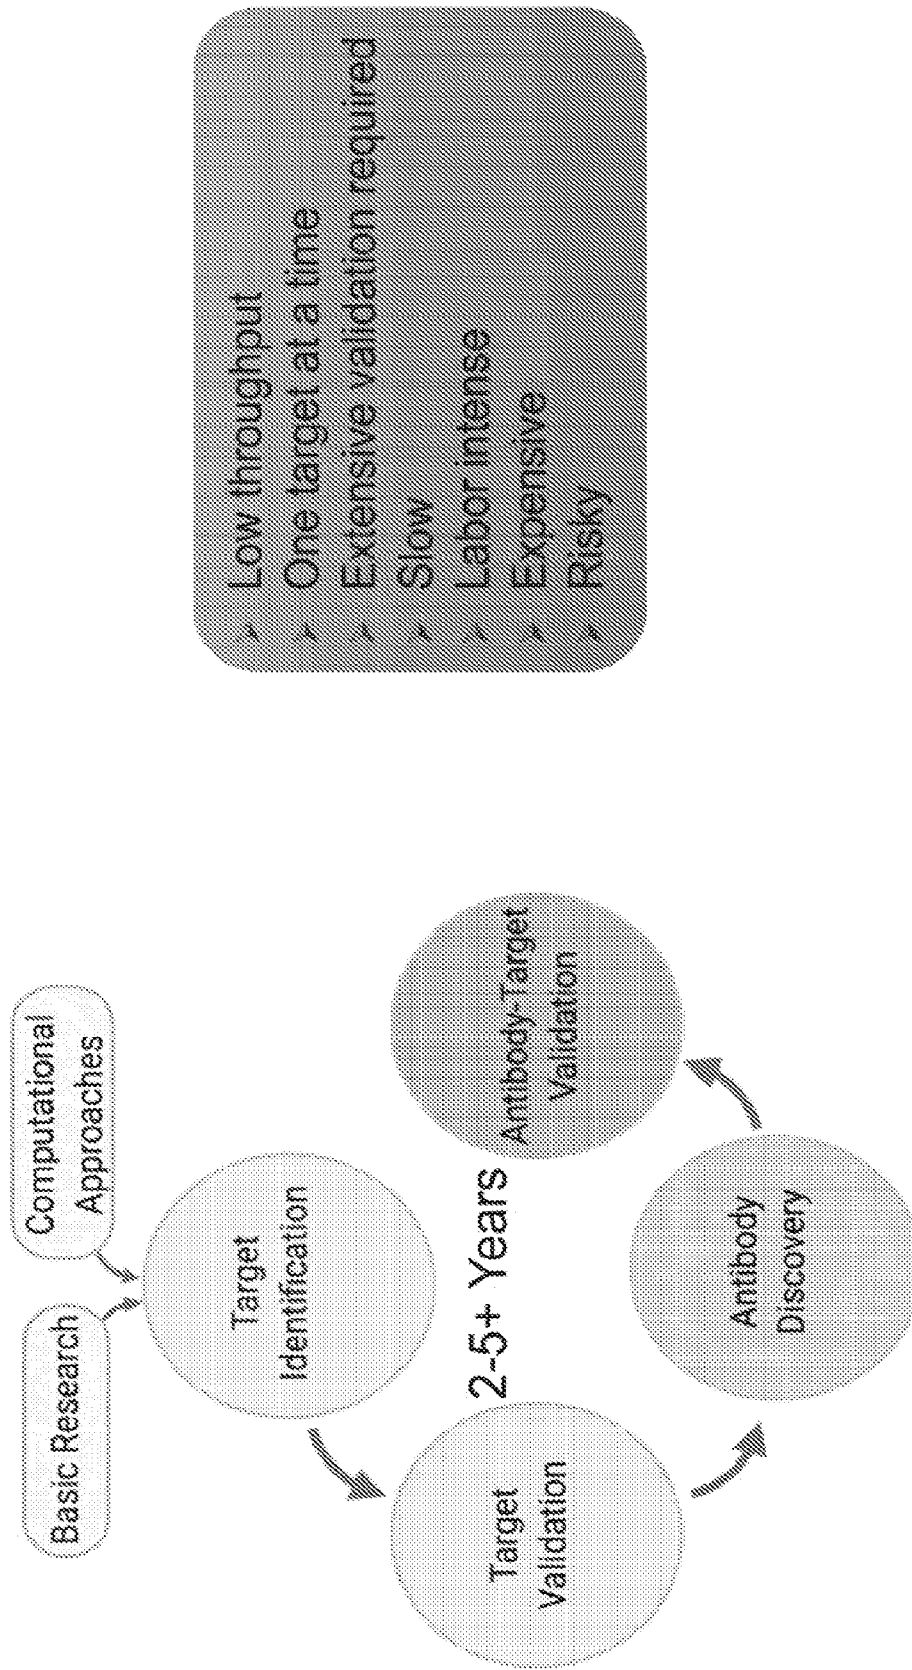 Basic Research
Computational
Approaches
Target
Identification
Target
Validation
2-5+ Years
Antibody-Target
Validation
Antibody
Discovery
Low throughput
One target at a time
Extensive validation required
Slow
Labor intense
Expensive
Risky